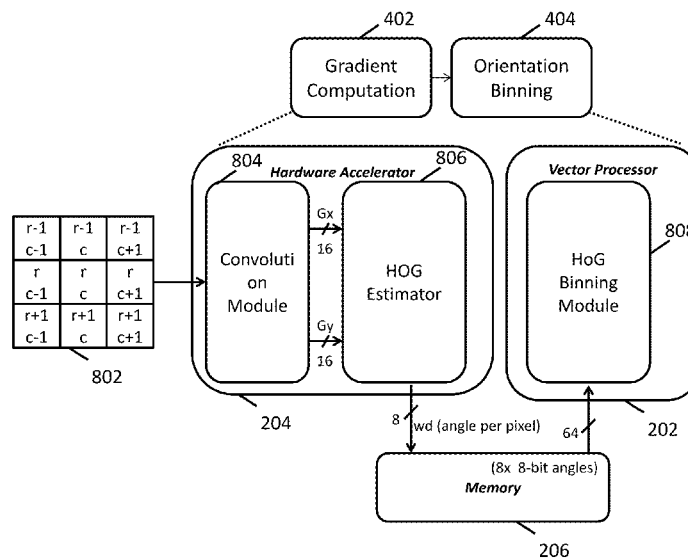 402
404
Gradient
Computation
Orientation
Binning
804
Hardware Accelerator
806
Vector Processor
r-1
c-1
r-1
c
r-1
c+1
r
c-1
r
c
r
c+1
r+1
c-1
r+1
c
r+1
c+1
802
Convoluti
on
Module
Gx
16
Gy
16
HOG
Estimator
HoG
Binning
Module
808
204
8
wd (angle per pixel)
64
202
(8x 8-bit angles)
Memory
206